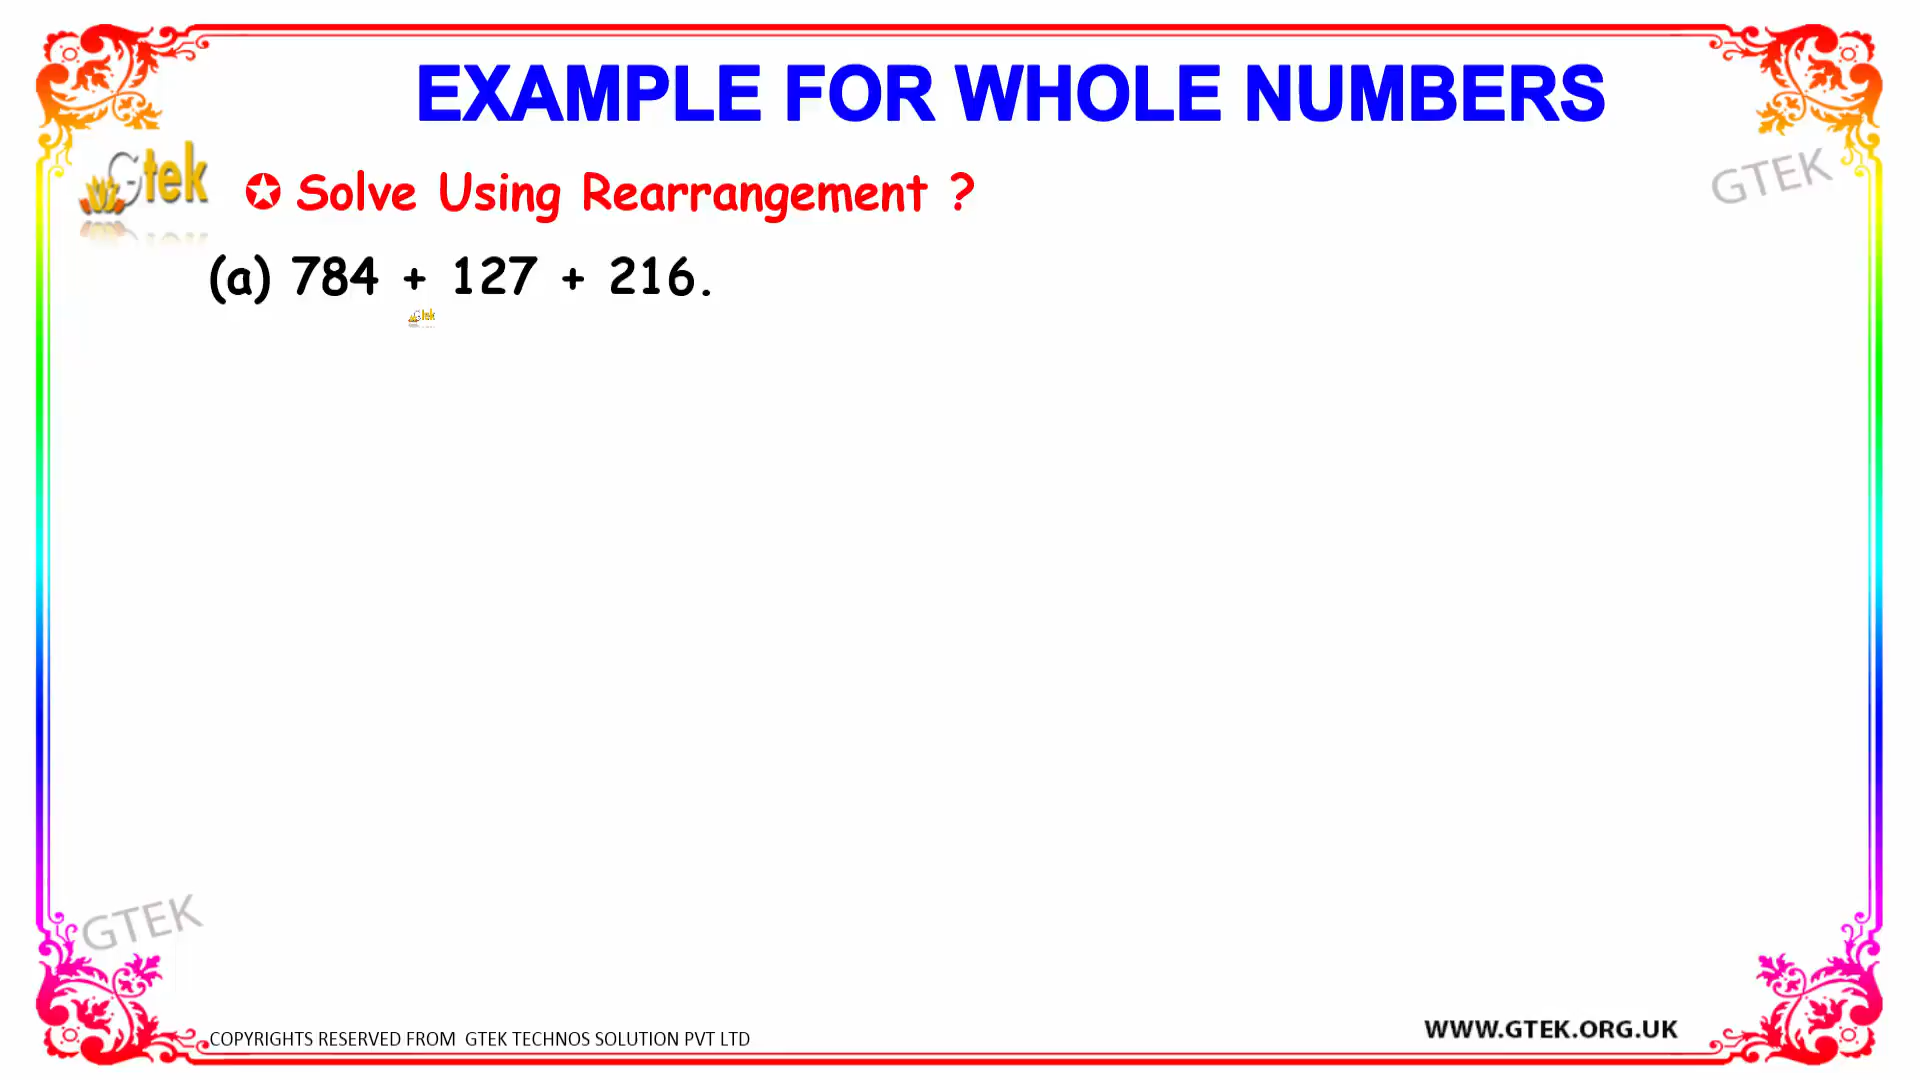 EXAMPLE FOR WHOLE NUMBERS
Gtek
GTEK
✪ Solve Using Rearrangement ?
(a) 784 + 127 + 216.
Gtek
GTEK
COPYRIGHTS RESERVED FROM GTEK TECHNOS SOLUTION PVT LTD
WWW.GTEK.ORG.UK